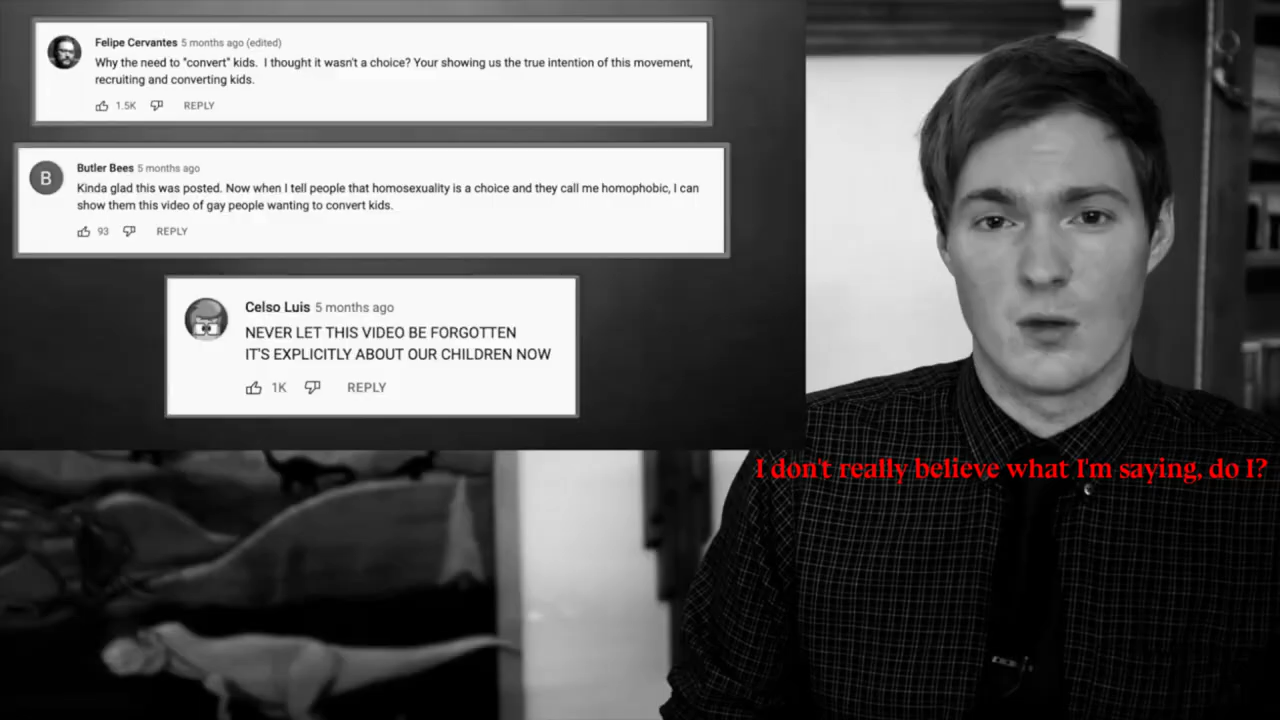 Felipe Cervantes 5 months ago (edited)
Why the need to "convert" kids. I thought it wasn't a choice? Your showing us the true intention of this movement,
recruiting and converting kids.
1.5K REPLY
B
Butler Bees 5 months ago
Kinda glad this was posted. Now when I tell people that homosexuality is a choice and they call me homophobic, I can
show them this video of gay people wanting to convert kids.
93 REPLY
Celso Luis 5 months ago
NEVER LET THIS VIDEO BE FORGOTTEN
IT'S EXPLICITLY ABOUT OUR CHILDREN NOW
1K REPLY
I don't really believe what I'm saying, do I?